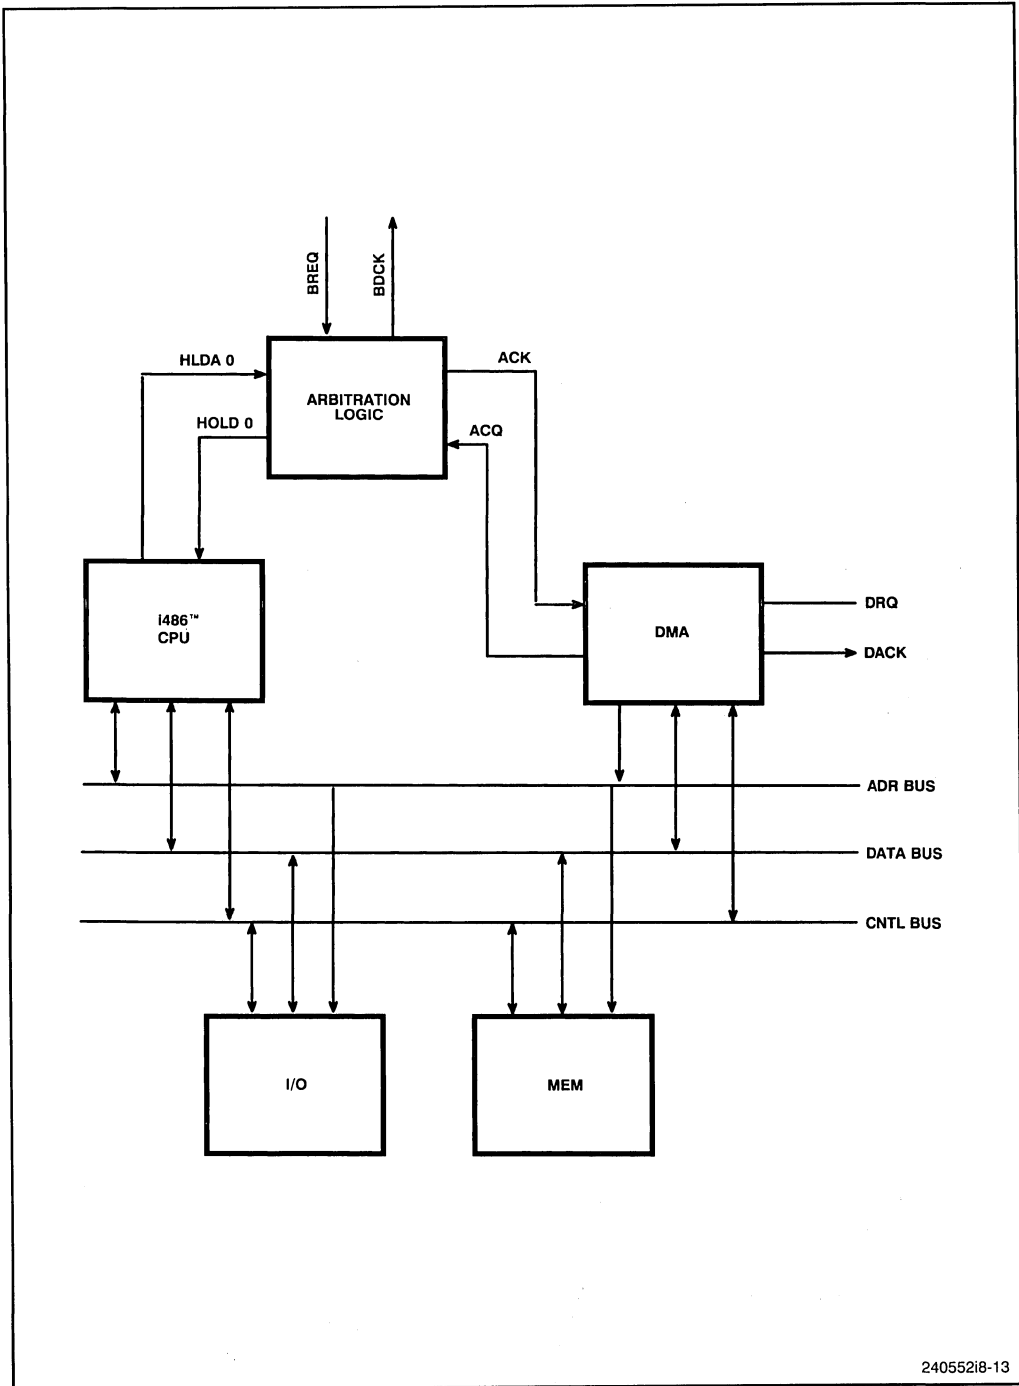 BREQ
BDCK
HLDA 0
ACK
ARBITRATION
LOGIC
HOLD 0
ACQ
i486™
CPU
DMA
DRQ
DACK
ADR BUS
DATA BUS
CNTL BUS
I/O
MEM
240552i8-13